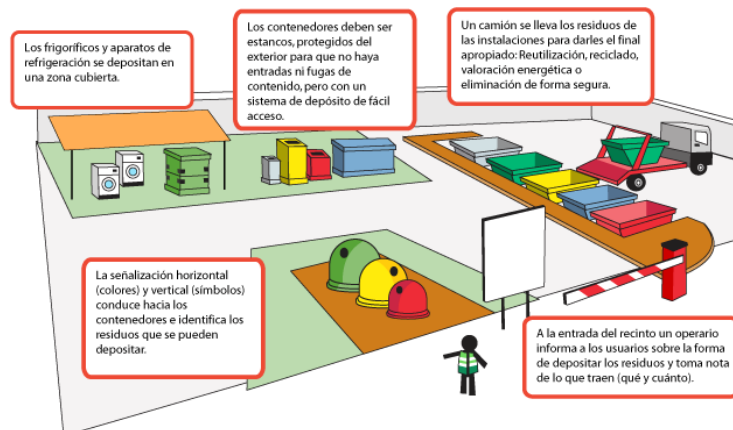 Los frigoríficos y aparatos de
refrigeración se depositan en
una zona cubierta.
Los contenedores deben ser
estancos, protegidos del
exterior para que no haya
entradas ni fugas de
contenido, pero con un
sistema de depósito de fácil
acceso.
Un camión se lleva los residuos de
las instalaciones para darles el final
apropiado: Reutilización, reciclado,
valoración energética o
eliminación de forma segura.
La señalización horizontal
(colores) y vertical (símbolos)
conduce hacia los
contenedores e identifica los
residuos que se pueden
depositar.
A la entrada del recinto un operario
informa a los usuarios sobre la forma
de depositar los residuos y toma nota
de lo que traen (qué y cuánto).